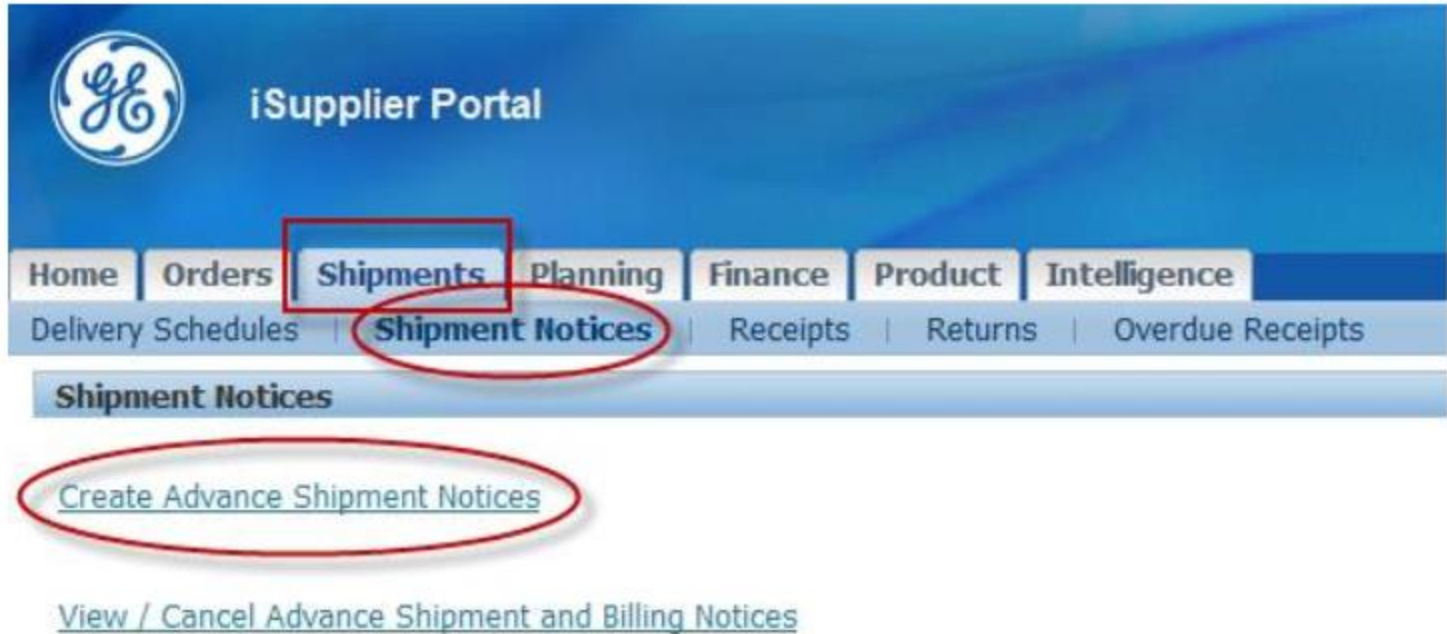 GE
iSupplier Portal
Home Orders Shipments Planning Finance Product Intelligence
Delivery Schedules | Shipment Notices | Receipts | Returns | Overdue Receipts
Shipment Notices
Create Advance Shipment Notices
View / Cancel Advance Shipment and Billing Notices